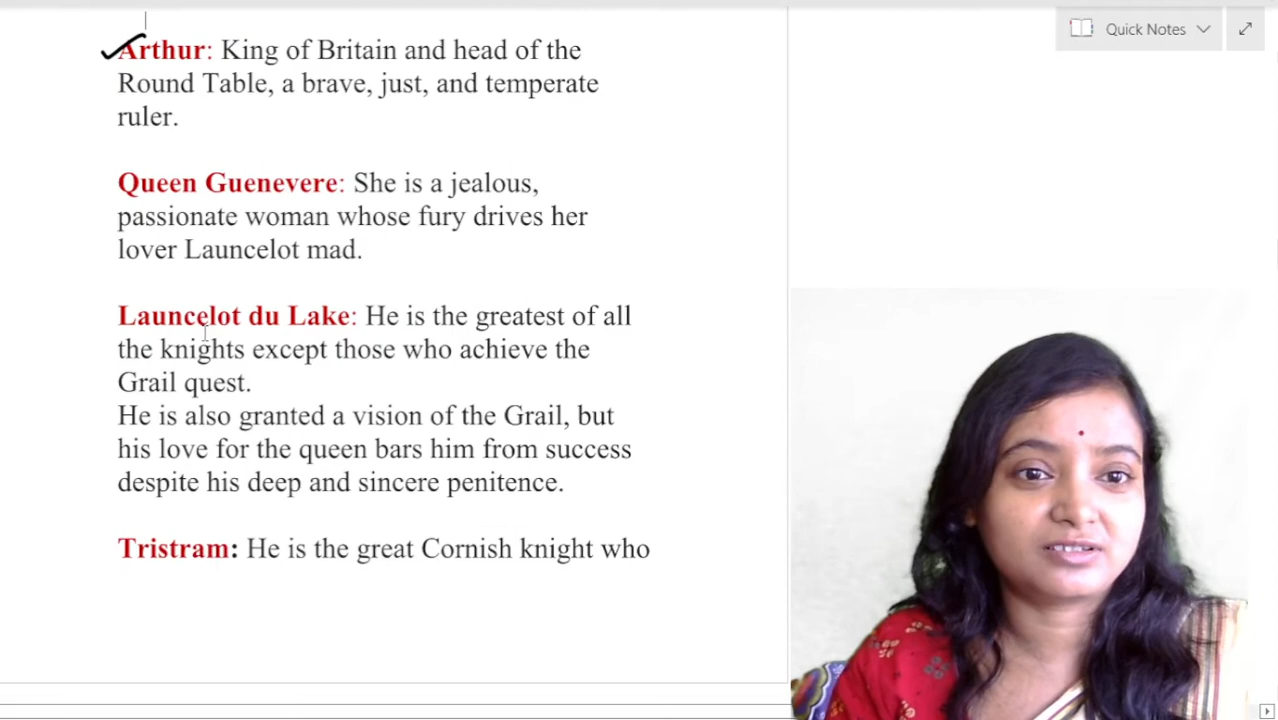 Quick Notes
Arthur: King of Britain and head of the
Round Table, a brave, just, and temperate
ruler.
Queen Guenevere: She is a jealous,
passionate woman whose fury drives her
lover Launcelot mad.
Launcelot du Lake: He is the greatest of all
the knights except those who achieve the
Grail quest.
He is also granted a vision of the Grail, but
his love for the queen bars him from success
despite his deep and sincere penitence.
Tristram: He is the great Cornish knight who